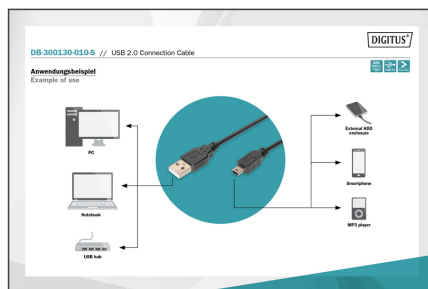 DIGITUS®
DB-300130-010-S // USB 2.0 Connection Cable
Anwendungsbeispiel
Example of use
PC
Notebook
USB hub
External HDD
enclosure
Smartphone
MP3 player